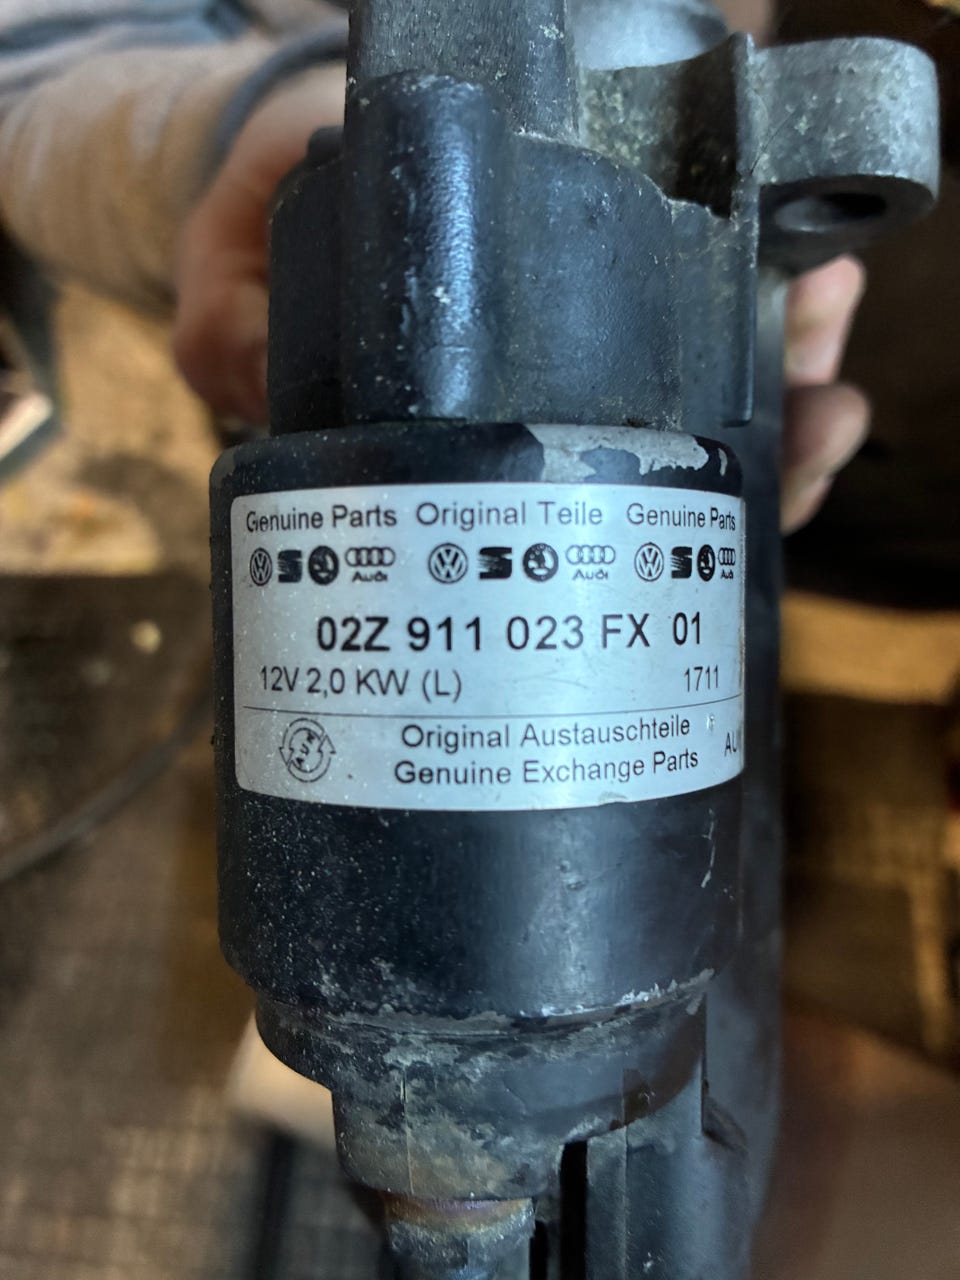 Genuine Parts Original Teile Genuine Parts
Audi Audi Audi
02Z 911 023 FX 01
12V 2,0 KW (L) 1711
Original Austauschteile
Genuine Exchange Parts